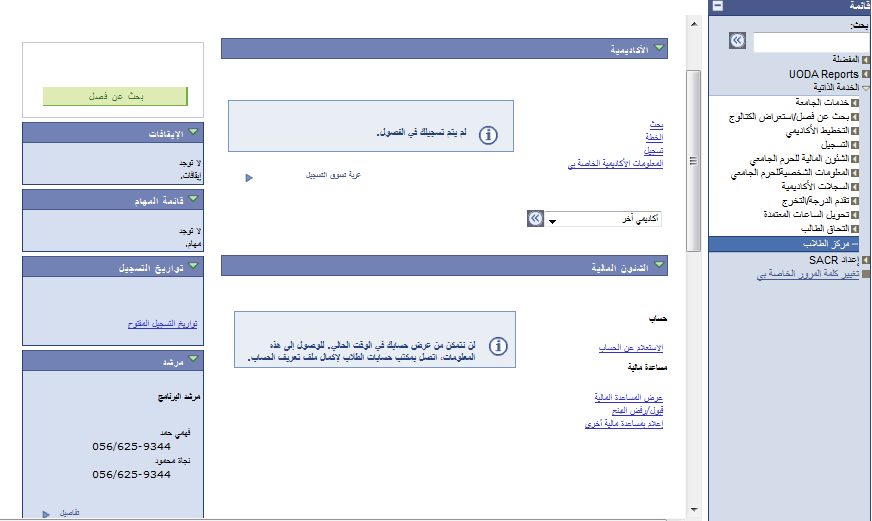 قائمة
بحث:
المفضلة
UODA Reports
الخدمة الذاتية
خدمات الجامعة
بحث عن فصل/استعراض الكتالوج
التخطيط الأكاديمي
التسجيل
الشئون المالية للحرم الجامعي
المعلومات الشخصيةللحرم الجامعي
السجلات الأكاديمية
تقدم الدرجة/التخرج
تحويل الساعات المعتمدة
التحاق الطالب
مركز الطلاب
إعداد SACR
تغيير كلمة المرور الخاصة بي
الأكاديمية
بحث
الخطة
تسجيل
المعلومات الأكاديمية الخاصة بي
لم يتم تسجيلك في الفصول.
عربة تسوق التسجيل
أكاديمي آخر
الشئون المالية
حساب
الاستعلام عن الحساب
مساعدة مالية
عرض المساعدة المالية
قبول/رفض المنح
إعلام بمساعدة مالية أخرى
لن تتمكن من عرض حسابك في الوقت الحالي. للوصول إلى هذه
المعلومات، اتصل بمكتب حسابات الطلاب لإكمال ملف تعريف الحساب.
بحث عن فصل
الإيقافات
لا توجد
إيقافات.
قائمة المهام
لا توجد
مهام.
تواريخ التسجيل
تواريخ التسجيل المفتوح
مرشد
مرشد البرنامج
فهمي حمد
056/625-9344
نجاة محمود
056/625-9344
تفاصيل